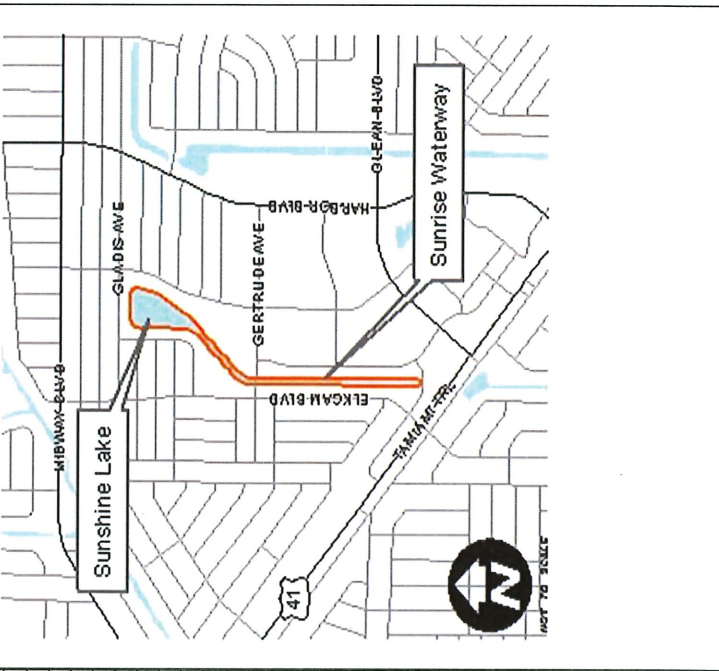 MIDWAY-BLVD
GLADIS AVE
GERTRUDE AVE
HARBOR-BLVD
OLEAN-BLVD
ELKCAM-BLVD
TAMIAMI-TRL
Sunshine Lake
Sunrise Waterway
41
N
NOT TO SCALE